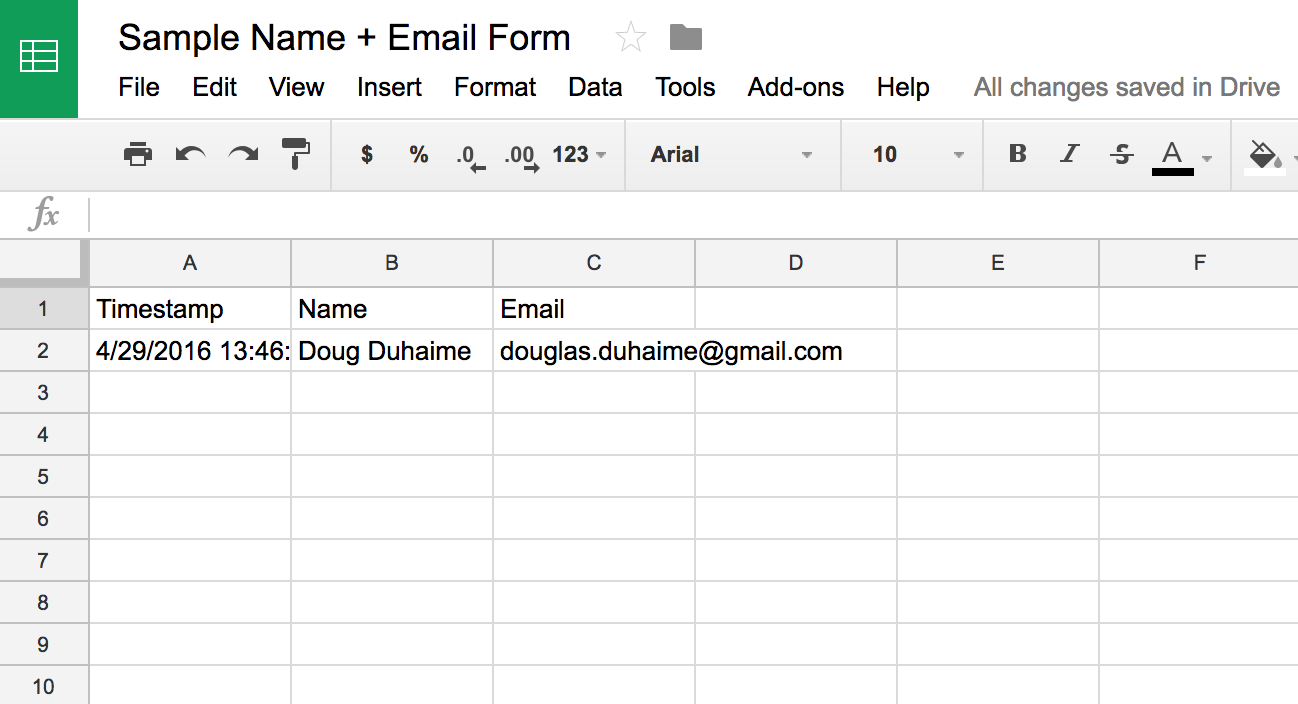 Sample Name + Email Form
File Edit View Insert Format Data Tools Add-ons Help All changes saved in Drive
$ % .0 .00 123 Arial 10 B I S A
fx
A B C D E F
1 Timestamp Name Email
2 4/29/2016 13:46: Doug Duhaime douglas.duhaime@gmail.com
3
4
5
6
7
8
9
10